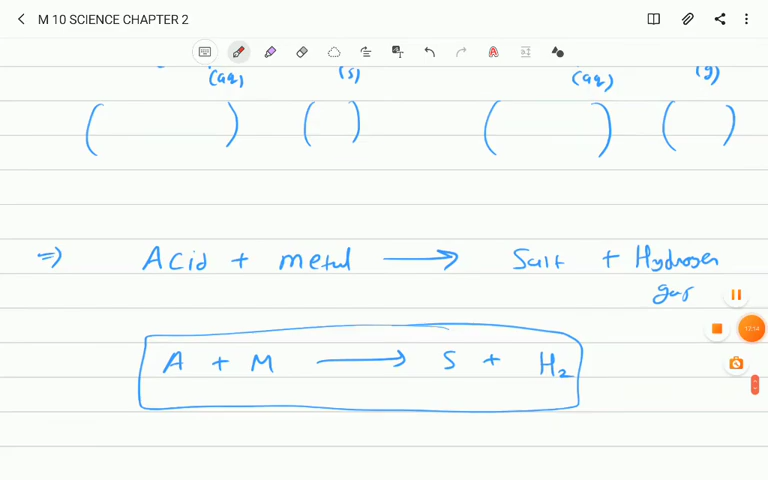 M 10 SCIENCE CHAPTER 2
(aq) (s) (aq) (g)
( ) ( ) ( ) ( )
⇒) Acid + metal ⟶ Salt + Hydrogen
gas
A + M ⟶ S + H₂